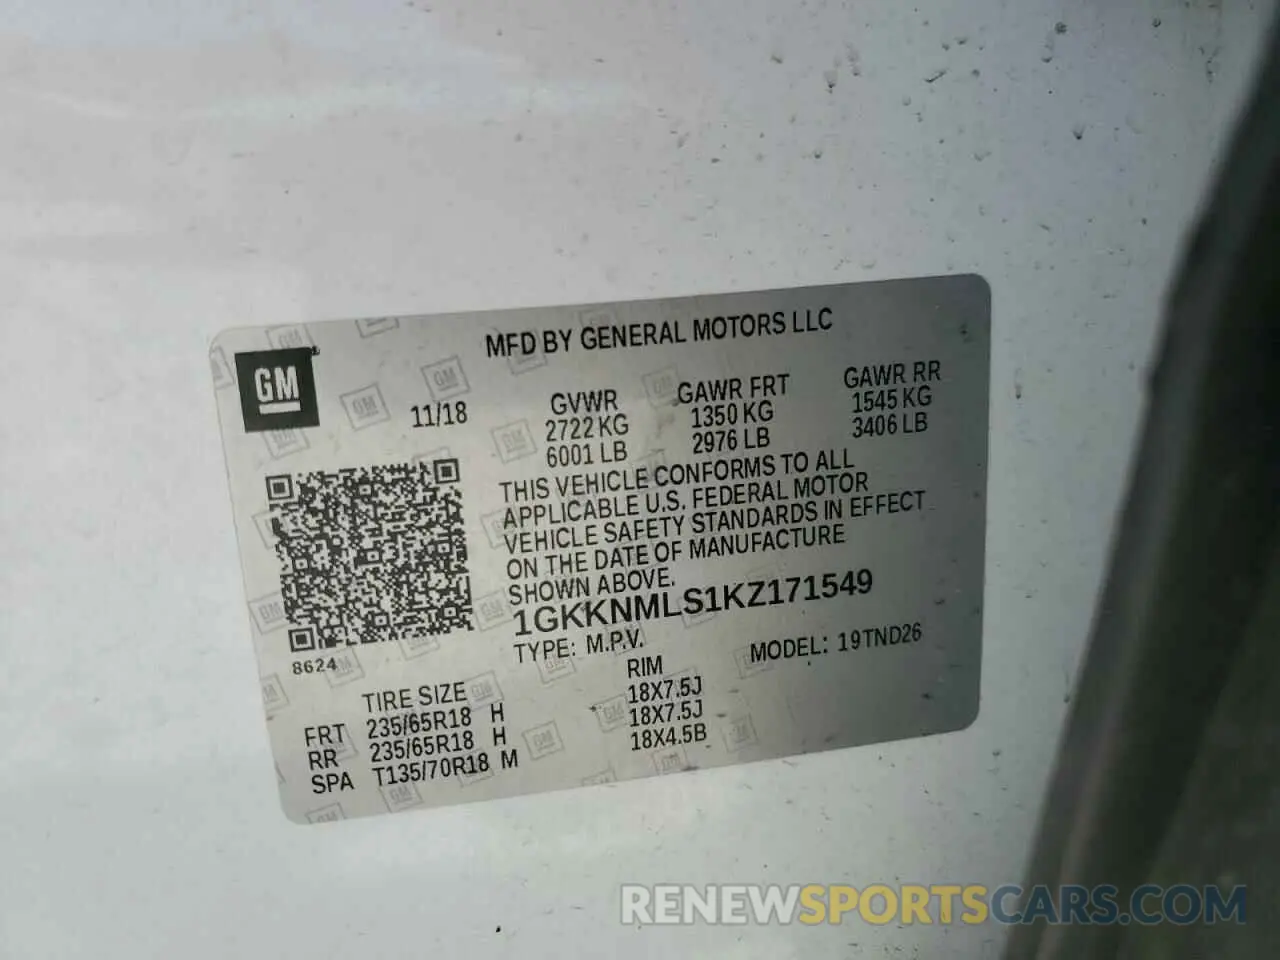 MFD BY GENERAL MOTORS LLC
GM
11/18
GVWR
2722 KG
6001 LB
GAWR FRT
1350 KG
2976 LB
GAWR RR
1545 KG
3406 LB
THIS VEHICLE CONFORMS TO ALL
APPLICABLE U.S. FEDERAL MOTOR
VEHICLE SAFETY STANDARDS IN EFFECT
ON THE DATE OF MANUFACTURE
SHOWN ABOVE.
1GKKNMLS1KZ171549
TYPE: M.P.V.
MODEL: 19TND26
8624
TIRE SIZE
RIM
FRT 235/65R18 H 18X7.5J
RR 235/65R18 H 18X7.5J
SPA T135/70R18 M 18X4.5B
RENEWSPORTSCARS.COM